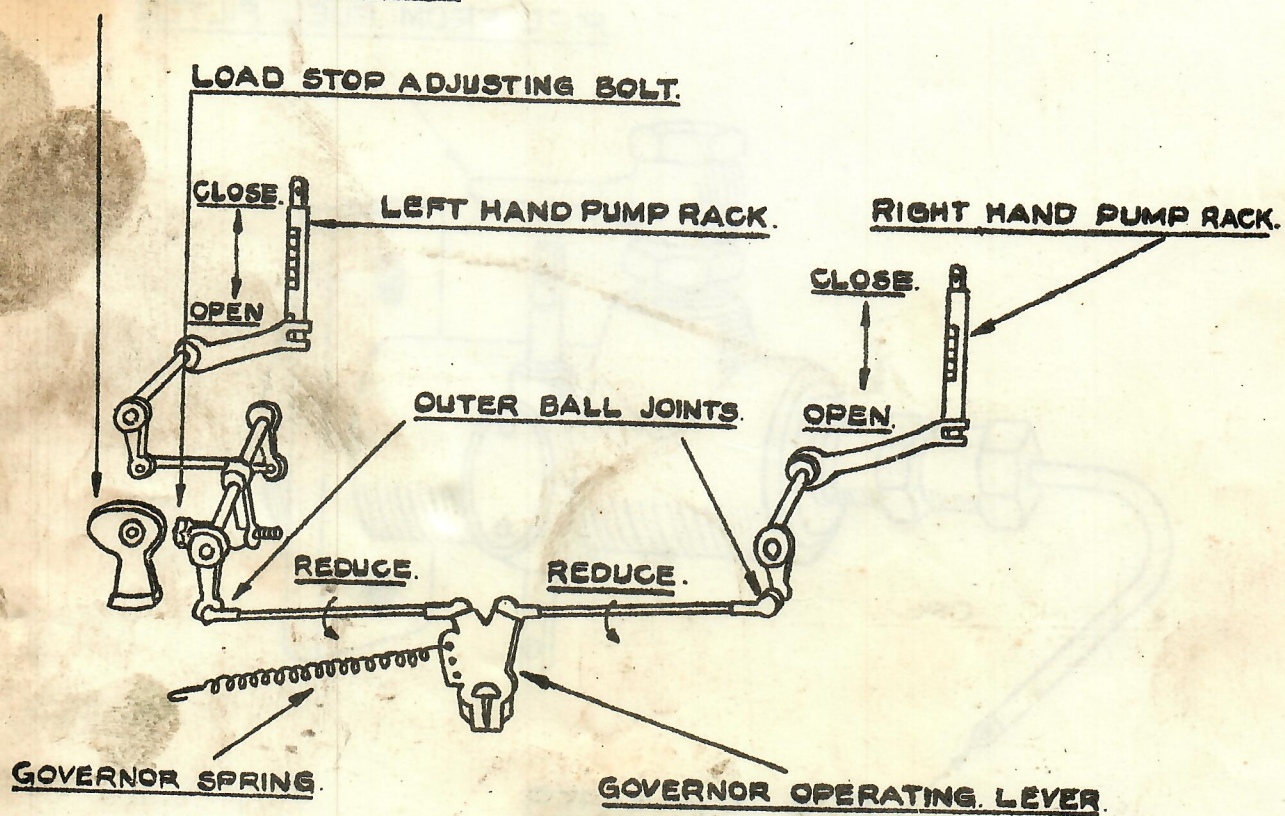 LOAD STOP ADJUSTING BOLT.
CLOSE.
LEFT HAND PUMP RACK.
RIGHT HAND PUMP RACK.
OPEN
CLOSE.
OUTER BALL JOINTS.
OPEN.
REDUCE.
REDUCE.
GOVERNOR SPRING.
GOVERNOR OPERATING. LEVER.